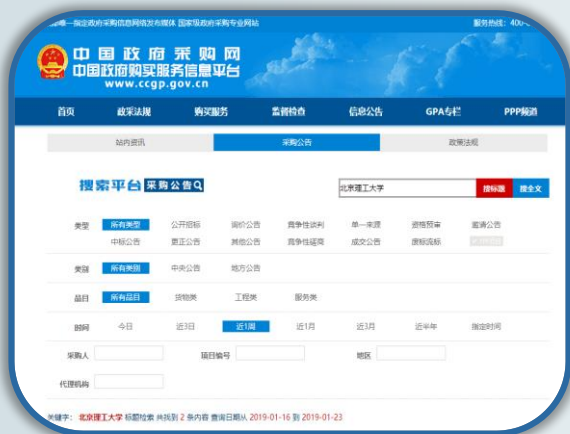 唯一指定政府采购信息网络发布媒体 国家级政府采购专业网站
服务热线：400-
中国政府采购网
中国政府购买服务信息平台
www.ccgp.gov.cn
首页 政采法规 购买服务 监督检查 信息公告 GPA专栏 PPP频道
站内资讯 采购公告 政策法规
搜索平台 采购公告
北京理工大学 搜标题 搜全文
类型 所有类型 公开招标 询价公告 竞争性谈判 单一来源 资格预审 邀请公告
中标公告 更正公告 其他公告 竞争性磋商 成交公告 废标流标
类别 所有类别 中央公告 地方公告
品目 所有品目 货物类 工程类 服务类
时间 今日 近3日 近1周 近1月 近3月 近半年 指定时间
采购人 项目编号 地区
代理机构
关键字： 北京理工大学 标题检索 共找到 2 条内容 查询日期从 2019-01-16 到 2019-01-23